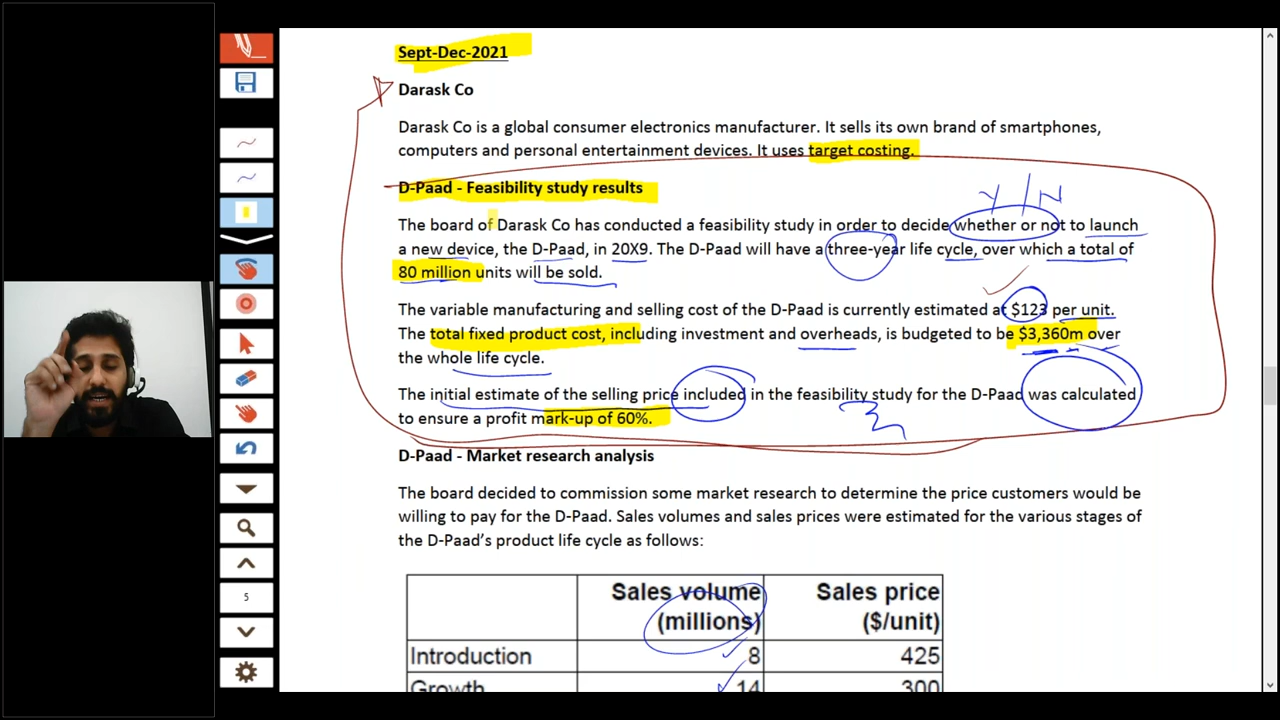 Sept-Dec-2021
Darask Co
Darask Co is a global consumer electronics manufacturer. It sells its own brand of smartphones,
computers and personal entertainment devices. It uses target costing.
D-Paad - Feasibility study results
Y / N
The board of Darask Co has conducted a feasibility study in order to decide whether or not to launch
a new device, the D-Paad, in 20X9. The D-Paad will have a three-year life cycle, over which a total of
80 million units will be sold.
The variable manufacturing and selling cost of the D-Paad is currently estimated at $123 per unit.
The total fixed product cost, including investment and overheads, is budgeted to be $3,360m over
the whole life cycle.
The initial estimate of the selling price included in the feasibility study for the D-Paad was calculated
to ensure a profit mark-up of 60%.
D-Paad - Market research analysis
The board decided to commission some market research to determine the price customers would be
willing to pay for the D-Paad. Sales volumes and sales prices were estimated for the various stages of
the D-Paad's product life cycle as follows:
Sales volume Sales price
(millions) ($/unit)
Introduction 8 425
Growth 14 300
5